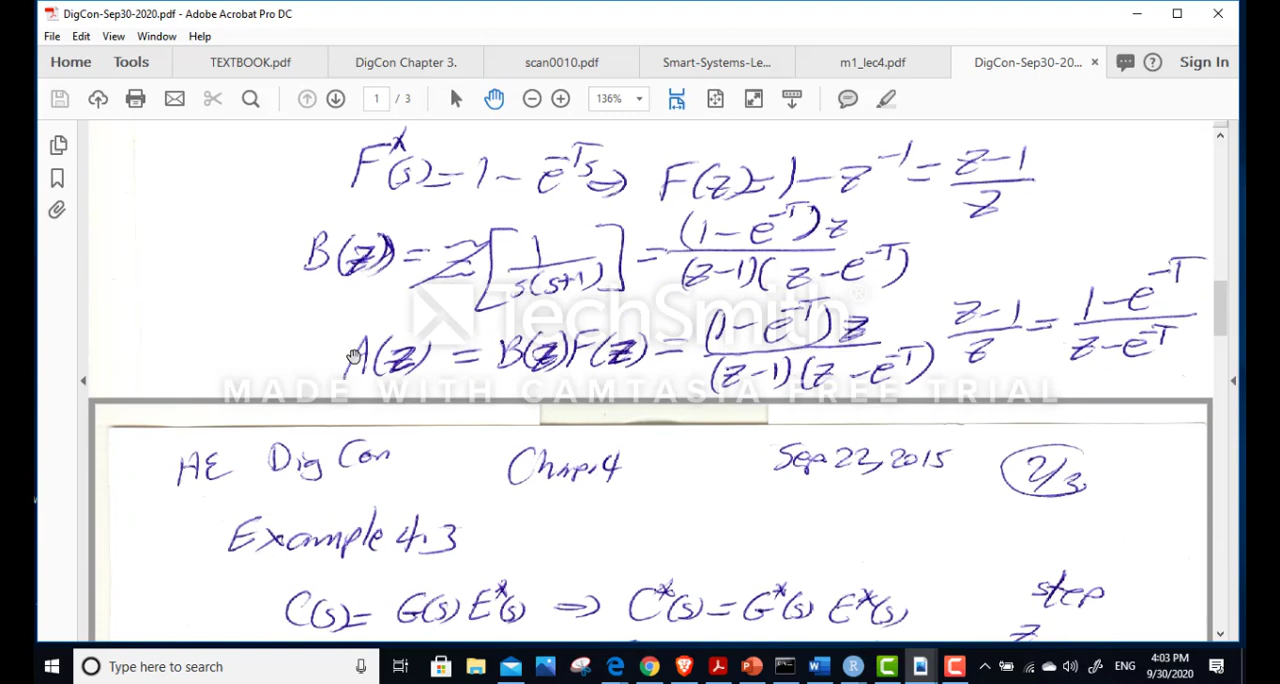 DigCon-Sep30-2020.pdf - Adobe Acrobat Pro DC
File Edit View Window Help
Home Tools TEXTBOOK.pdf DigCon Chapter 3. scan0010.pdf Smart-Systems-Le... m1_lec4.pdf DigCon-Sep30-20... × Sign In
1 / 3 136%
F*(s) = 1 - e^{-Ts} ⇒ F(z) = 1 - z^{-1} = (z-1)/z
B(z) = Z[1/(s(s+1))] = (1-e^{-T})z/((z-1)(z-e^{-T}))
A(z) = B(z)F(z) = (1-e^{-T})z/((z-1)(z-e^{-T})) (z-1)/z = (1-e^{-T})/(z-e^{-T})
TechSmith®
MADE WITH CAMTASIA FREE TRIAL
AE Dig Con Chap. 4 Sep 22, 2015 2/3
Example 4.3
C(s) = G(s) E*(s) ⇒ C*(s) = G*(s) E*(s) step
z
Type here to search ENG 4:03 PM
9/30/2020